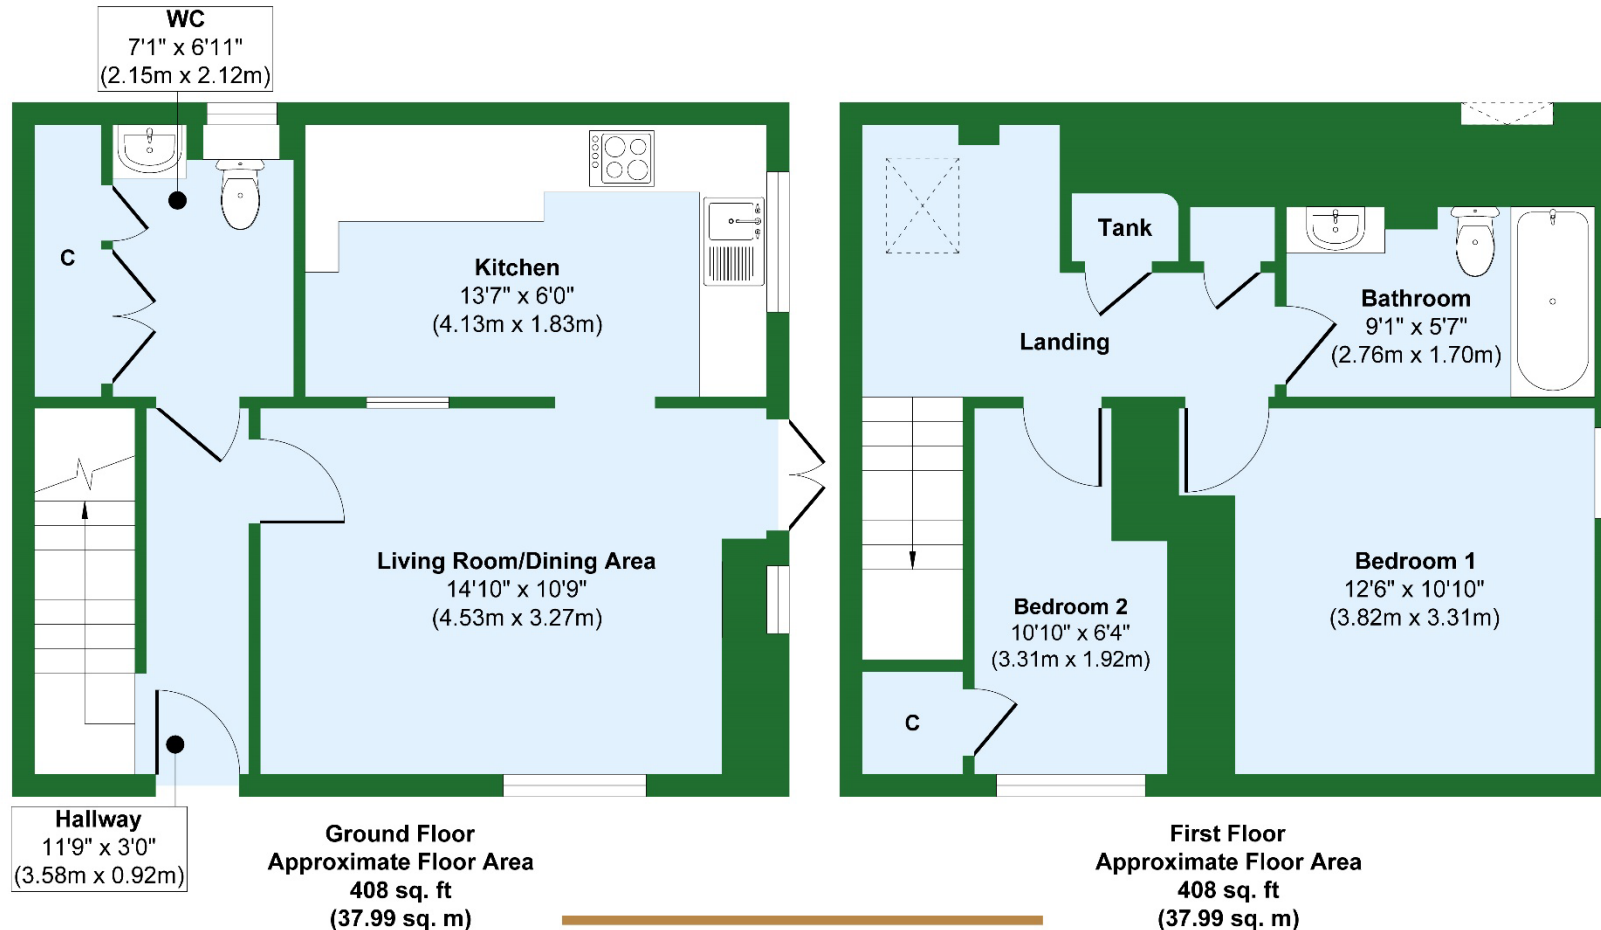 WC
7'1" x 6'11"
(2.15m x 2.12m)
C
Kitchen
13'7" x 6'0"
(4.13m x 1.83m)
Living Room/Dining Area
14'10" x 10'9"
(4.53m x 3.27m)
Hallway
11'9" x 3'0"
(3.58m x 0.92m)
Ground Floor
Approximate Floor Area
408 sq. ft
(37.99 sq. m)
Tank
Landing
Bathroom
9'1" x 5'7"
(2.76m x 1.70m)
Bedroom 1
12'6" x 10'10"
(3.82m x 3.31m)
Bedroom 2
10'10" x 6'4"
(3.31m x 1.92m)
C
First Floor
Approximate Floor Area
408 sq. ft
(37.99 sq. m)